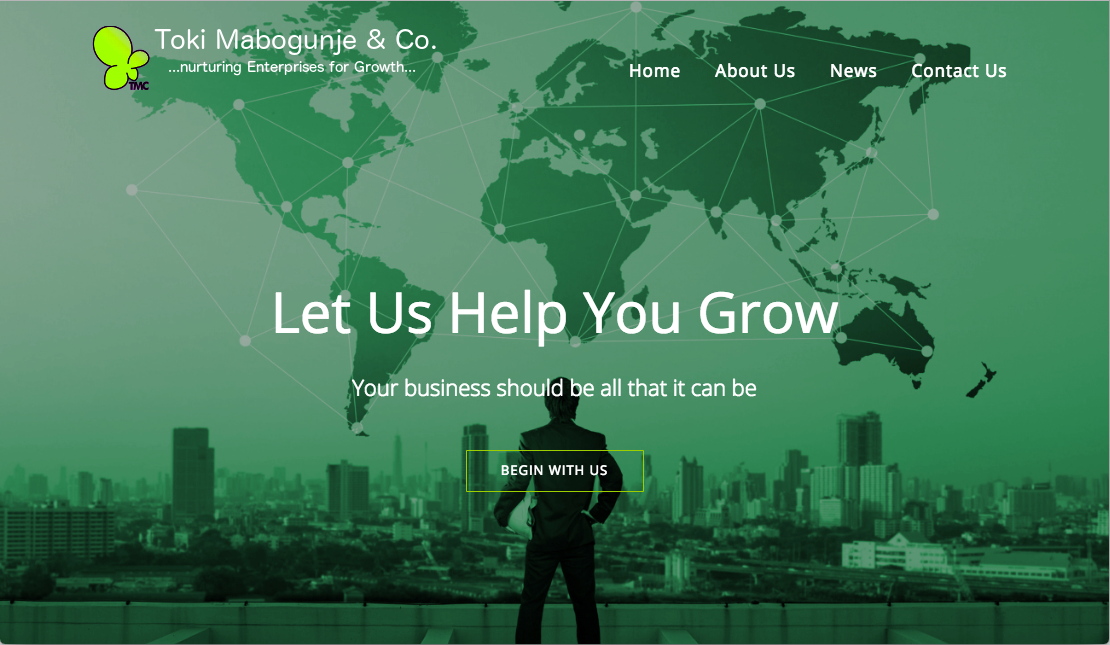 Toki Mabogunje & Co.
...nurturing Enterprises for Growth...
TMC
Home About Us News Contact Us
Let Us Help You Grow
Your business should be all that it can be
BEGIN WITH US